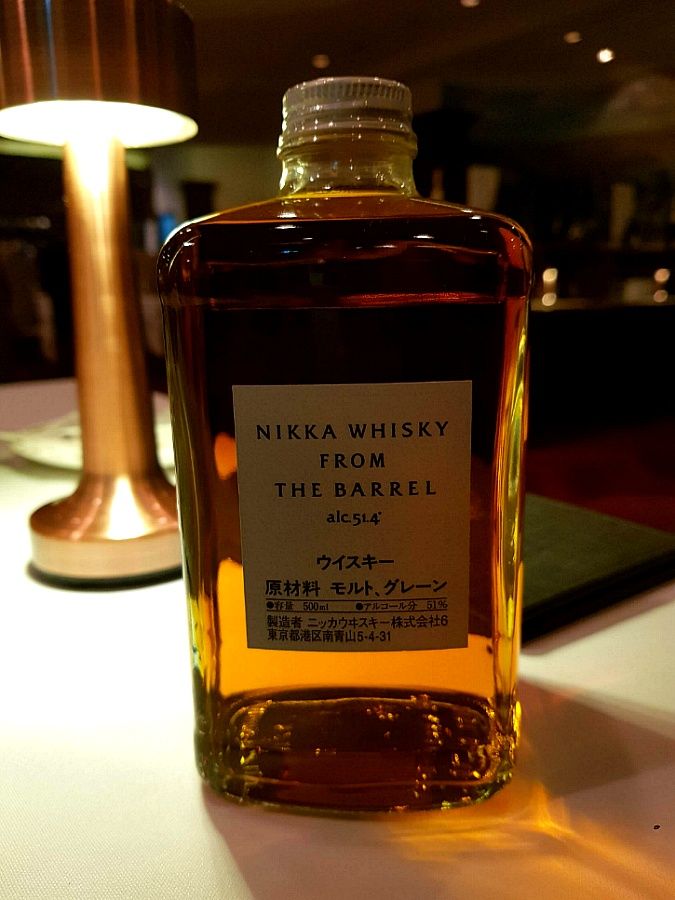 NIKKA WHISKY
FROM
THE BARREL
alc.51.4°
ウイスキー
原材料 モルト、グレーン
●容量 500ml ●アルコール分 51%
製造者 ニッカウヰスキー株式会社6
東京都港区南青山5-4-31